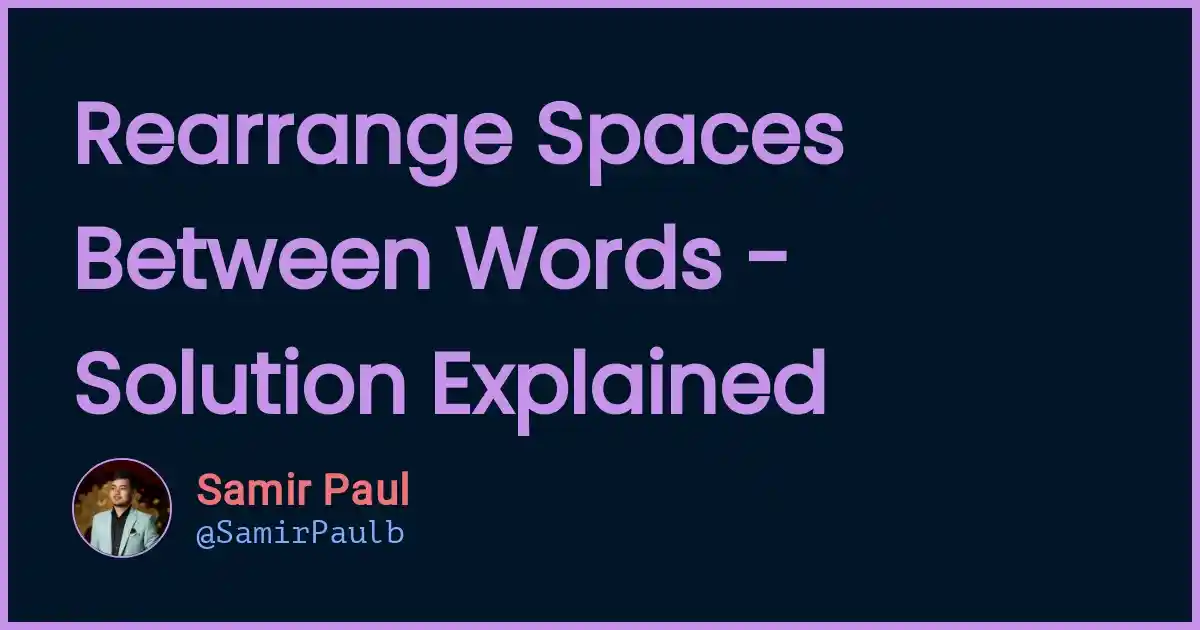 Rearrange Spaces
Between Words -
Solution Explained
Samir Paul
@SamirPaulb